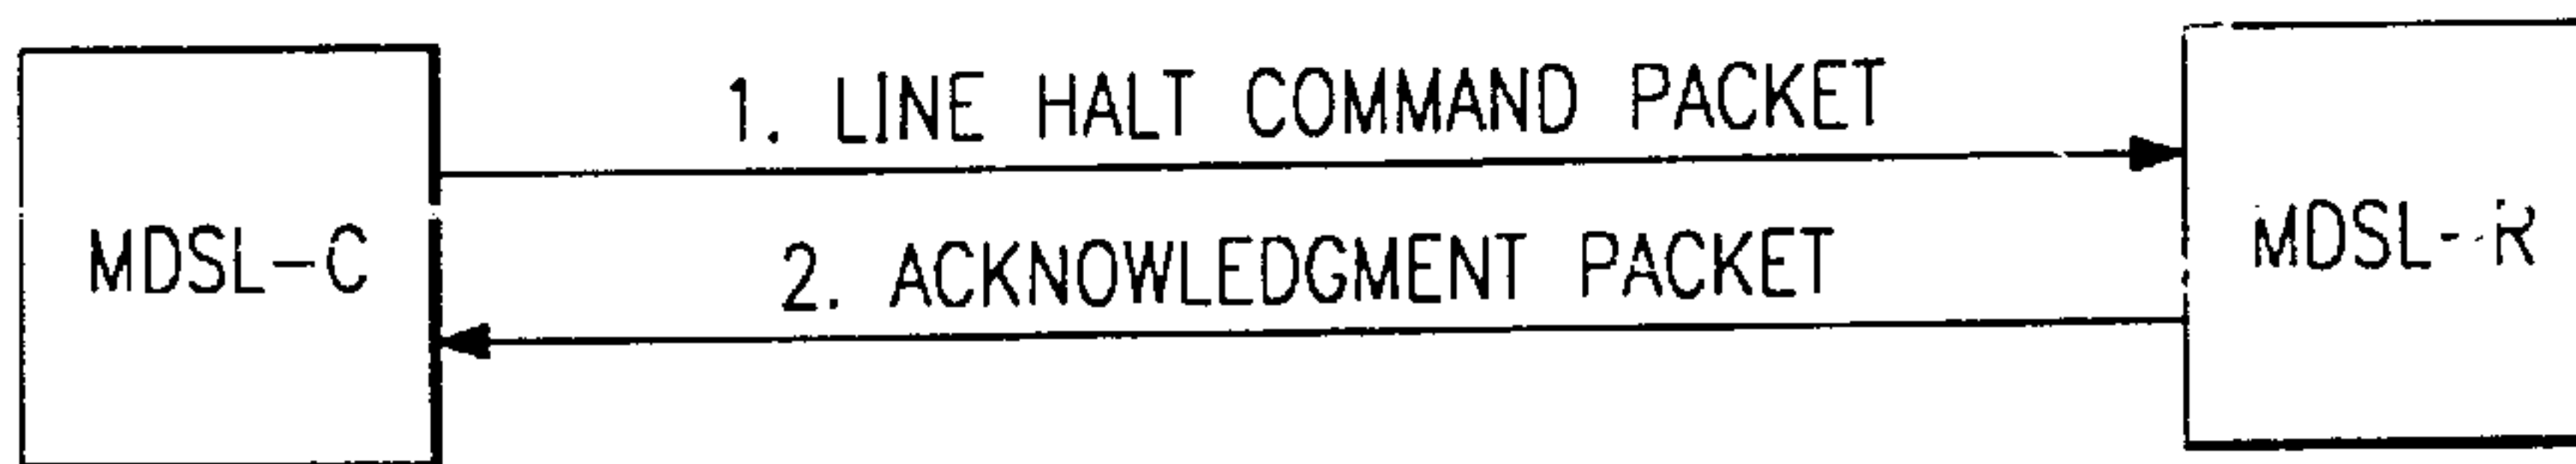 1. LINE HALT COMMAND PACKET
MDSL-C
MDSL-R
2. ACKNOWLEDGMENT PACKET